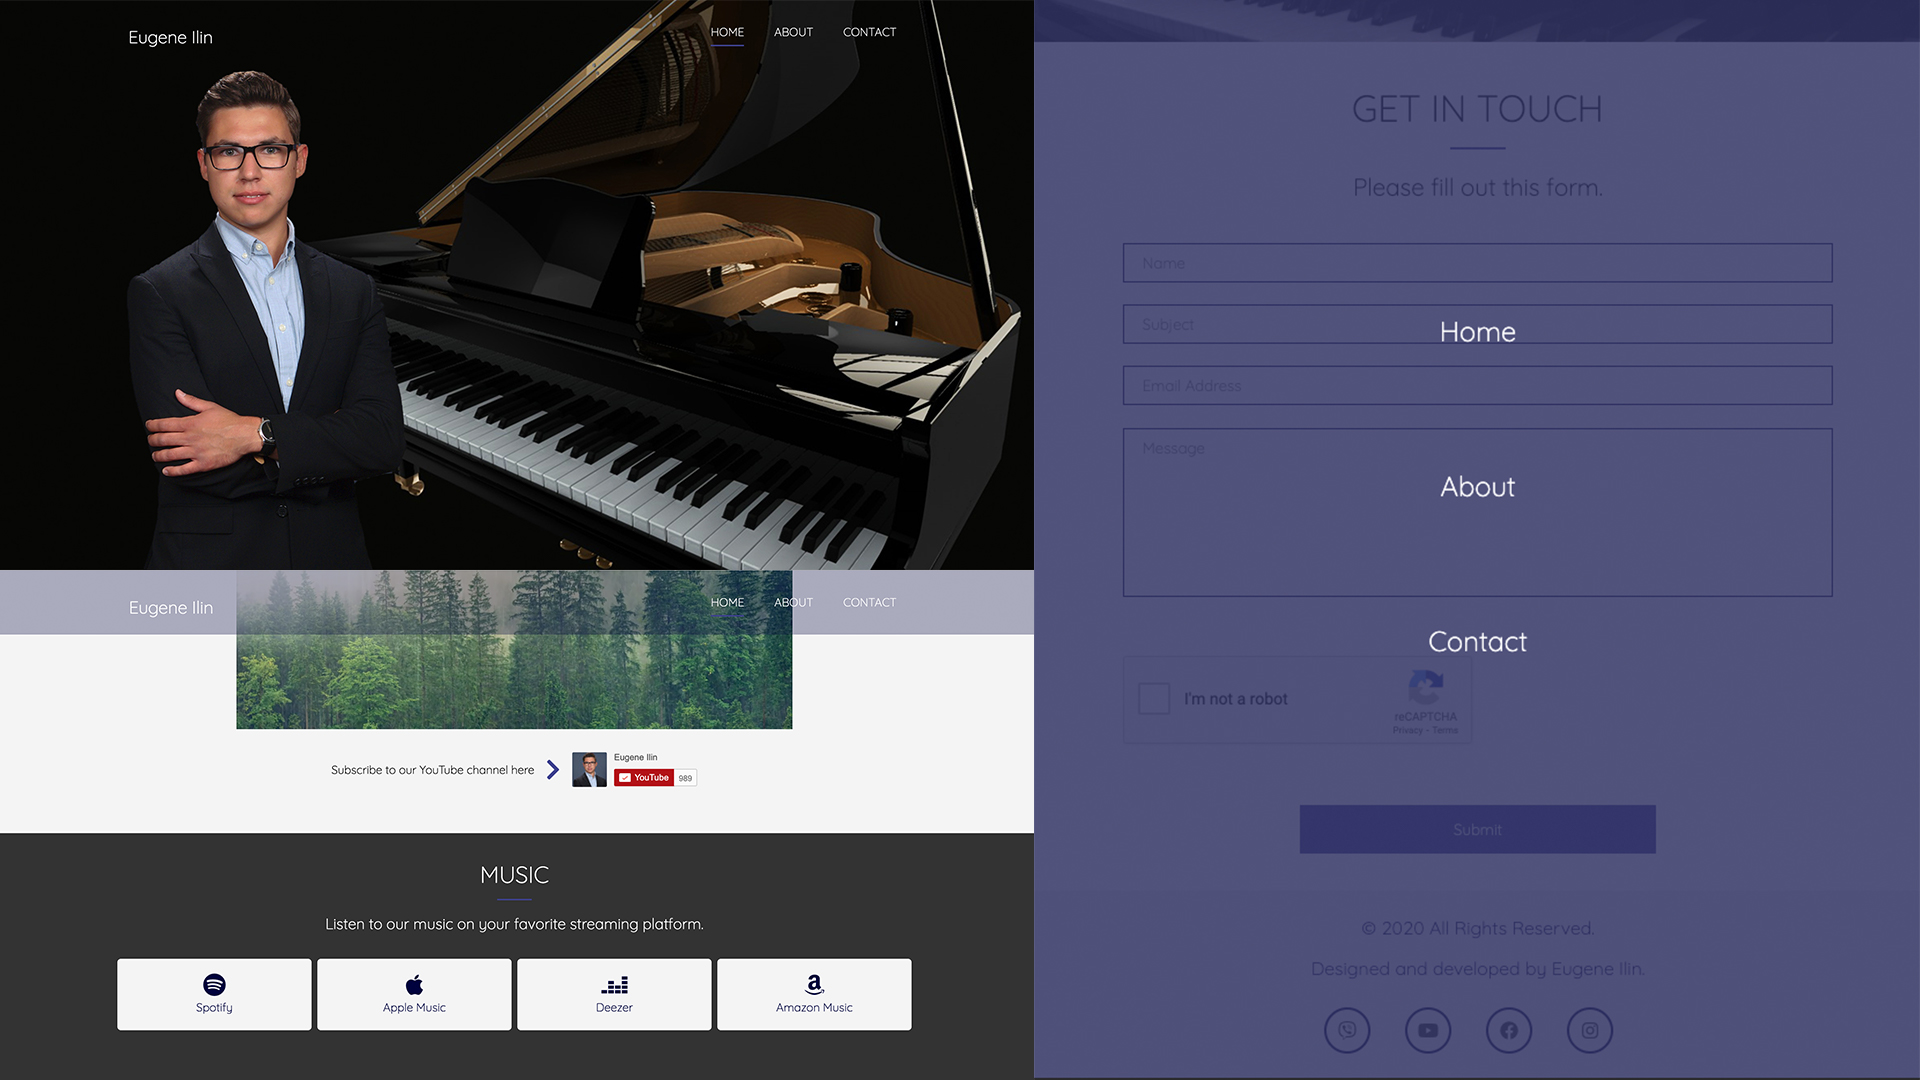 Eugene Ilin
HOME ABOUT CONTACT
Eugene Ilin
HOME ABOUT CONTACT
Subscribe to our YouTube channel here
Eugene Ilin
YouTube 989
MUSIC
Listen to our music on your favorite streaming platform.
Spotify
Apple Music
Deezer
Amazon Music
GET IN TOUCH
Please fill out this form.
Name
Subject
Home
Email Address
Message
About
Contact
I'm not a robot
reCAPTCHA
Privacy - Terms
Submit
© 2020 All Rights Reserved.
Designed and developed by Eugene Ilin.